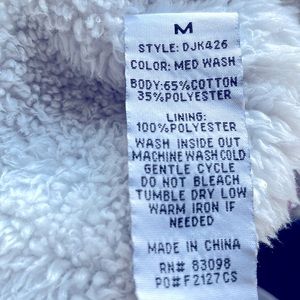 M
STYLE: DJK426
COLOR: MED WASH
BODY: 65%COTTON
35%POLYESTER
LINING:
100%POLYESTER
WASH INSIDE OUT
MACHINE WASH COLD
GENTLE CYCLE
DO NOT BLEACH
TUMBLE DRY LOW
WARM IRON IF
NEEDED
MADE IN CHINA
RN# 83098
PO#F2127CS